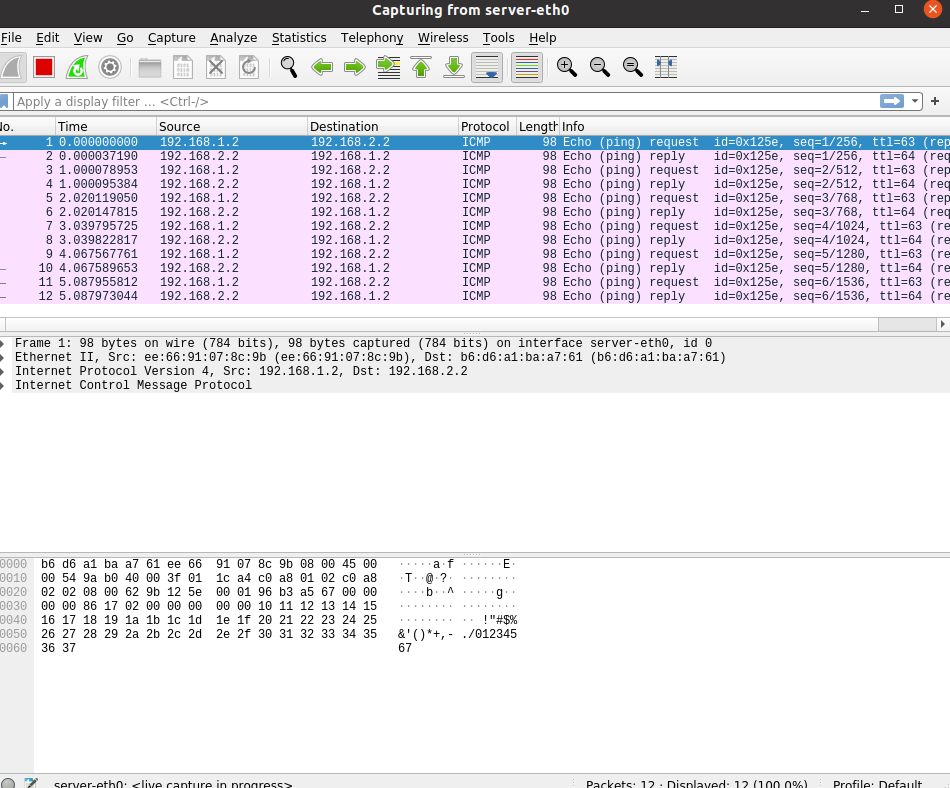 Capturing from server-eth0
File Edit View Go Capture Analyze Statistics Telephony Wireless Tools Help
Apply a display filter ... <Ctrl-/>
No. Time Source Destination Protocol Length Info
1 0.000000000 192.168.1.2 192.168.2.2 ICMP 98 Echo (ping) request id=0x125e, seq=1/256, ttl=63 (rep
2 0.000037190 192.168.2.2 192.168.1.2 ICMP 98 Echo (ping) reply id=0x125e, seq=1/256, ttl=64 (req
3 1.000078953 192.168.1.2 192.168.2.2 ICMP 98 Echo (ping) request id=0x125e, seq=2/512, ttl=63 (rep
4 1.000095384 192.168.2.2 192.168.1.2 ICMP 98 Echo (ping) reply id=0x125e, seq=2/512, ttl=64 (req
5 2.020119050 192.168.1.2 192.168.2.2 ICMP 98 Echo (ping) request id=0x125e, seq=3/768, ttl=63 (rep
6 2.020147815 192.168.2.2 192.168.1.2 ICMP 98 Echo (ping) reply id=0x125e, seq=3/768, ttl=64 (req
7 3.039795725 192.168.1.2 192.168.2.2 ICMP 98 Echo (ping) request id=0x125e, seq=4/1024, ttl=63 (re
8 3.039822817 192.168.2.2 192.168.1.2 ICMP 98 Echo (ping) reply id=0x125e, seq=4/1024, ttl=64 (re
9 4.067567761 192.168.1.2 192.168.2.2 ICMP 98 Echo (ping) request id=0x125e, seq=5/1280, ttl=63 (re
10 4.067589653 192.168.2.2 192.168.1.2 ICMP 98 Echo (ping) reply id=0x125e, seq=5/1280, ttl=64 (re
11 5.087955812 192.168.1.2 192.168.2.2 ICMP 98 Echo (ping) request id=0x125e, seq=6/1536, ttl=63 (re
12 5.087973044 192.168.2.2 192.168.1.2 ICMP 98 Echo (ping) reply id=0x125e, seq=6/1536, ttl=64 (re
Frame 1: 98 bytes on wire (784 bits), 98 bytes captured (784 bits) on interface server-eth0, id 0
Ethernet II, Src: ee:66:91:07:8c:9b (ee:66:91:07:8c:9b), Dst: b6:d6:a1:ba:a7:61 (b6:d6:a1:ba:a7:61)
Internet Protocol Version 4, Src: 192.168.1.2, Dst: 192.168.2.2
Internet Control Message Protocol
0000 b6 d6 a1 ba a7 61 ee 66 91 07 8c 9b 08 00 45 00 ·····a·f ······E·
0010 00 54 9a b0 40 00 3f 01 1c a4 c0 a8 01 02 c0 a8 ·T··@·?· ········
0020 02 02 08 00 62 9b 12 5e 00 01 96 b3 a5 67 00 00 ····b··^ ·····g··
0030 00 00 86 17 02 00 00 00 00 00 10 11 12 13 14 15 ········ ········
0040 16 17 18 19 1a 1b 1c 1d 1e 1f 20 21 22 23 24 25 ········ ·· !"#$%
0050 26 27 28 29 2a 2b 2c 2d 2e 2f 30 31 32 33 34 35 &'()*+,- ./012345
0060 36 37 67
server-eth0: <live capture in progress> Packets: 12 · Displayed: 12 (100.0%) Profile: Default